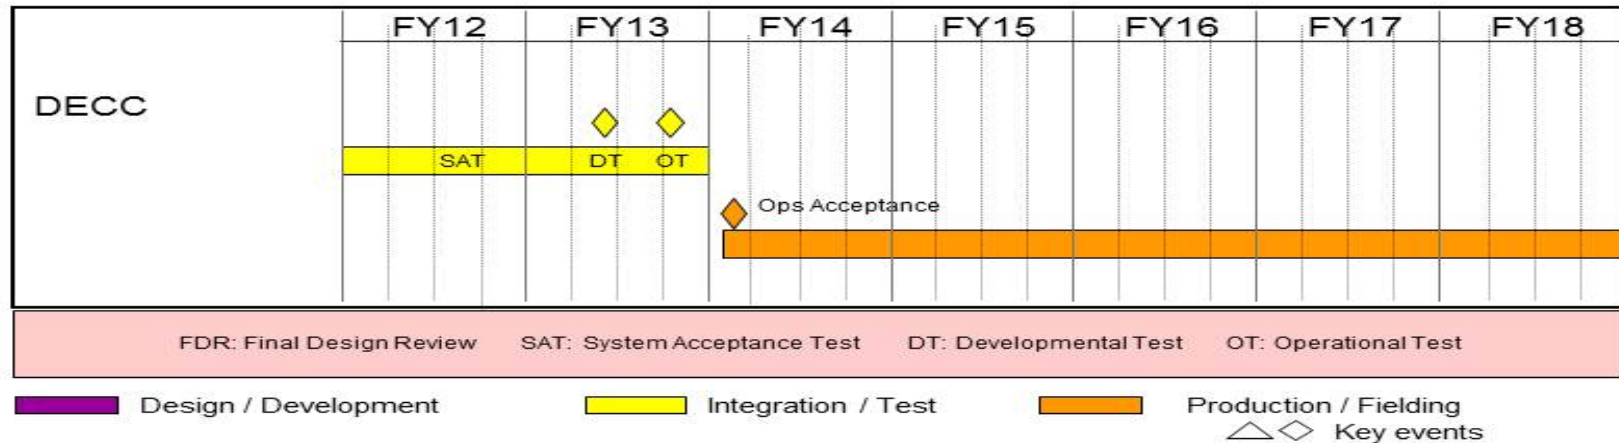 FY12 FY13 FY14 FY15 FY16 FY17 FY18
DECC
SAT DT OT
Ops Acceptance
FDR: Final Design Review SAT: System Acceptance Test DT: Developmental Test OT: Operational Test
Design / Development Integration / Test Production / Fielding
Key events